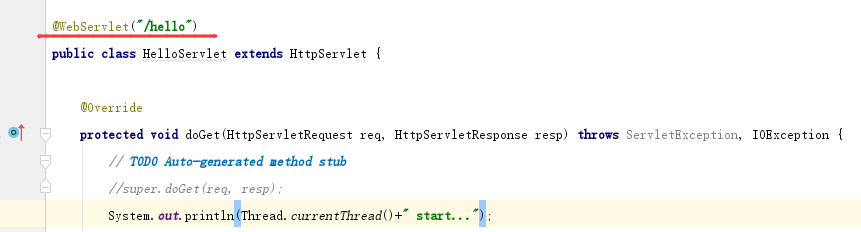 @WebServlet("/hello")
public class HelloServlet extends HttpServlet {
@Override
protected void doGet(HttpServletRequest req, HttpServletResponse resp) throws ServletException, IOException {
// TODO Auto-generated method stub
//super.doGet(req, resp);
System.out.println(Thread.currentThread()+" start...");